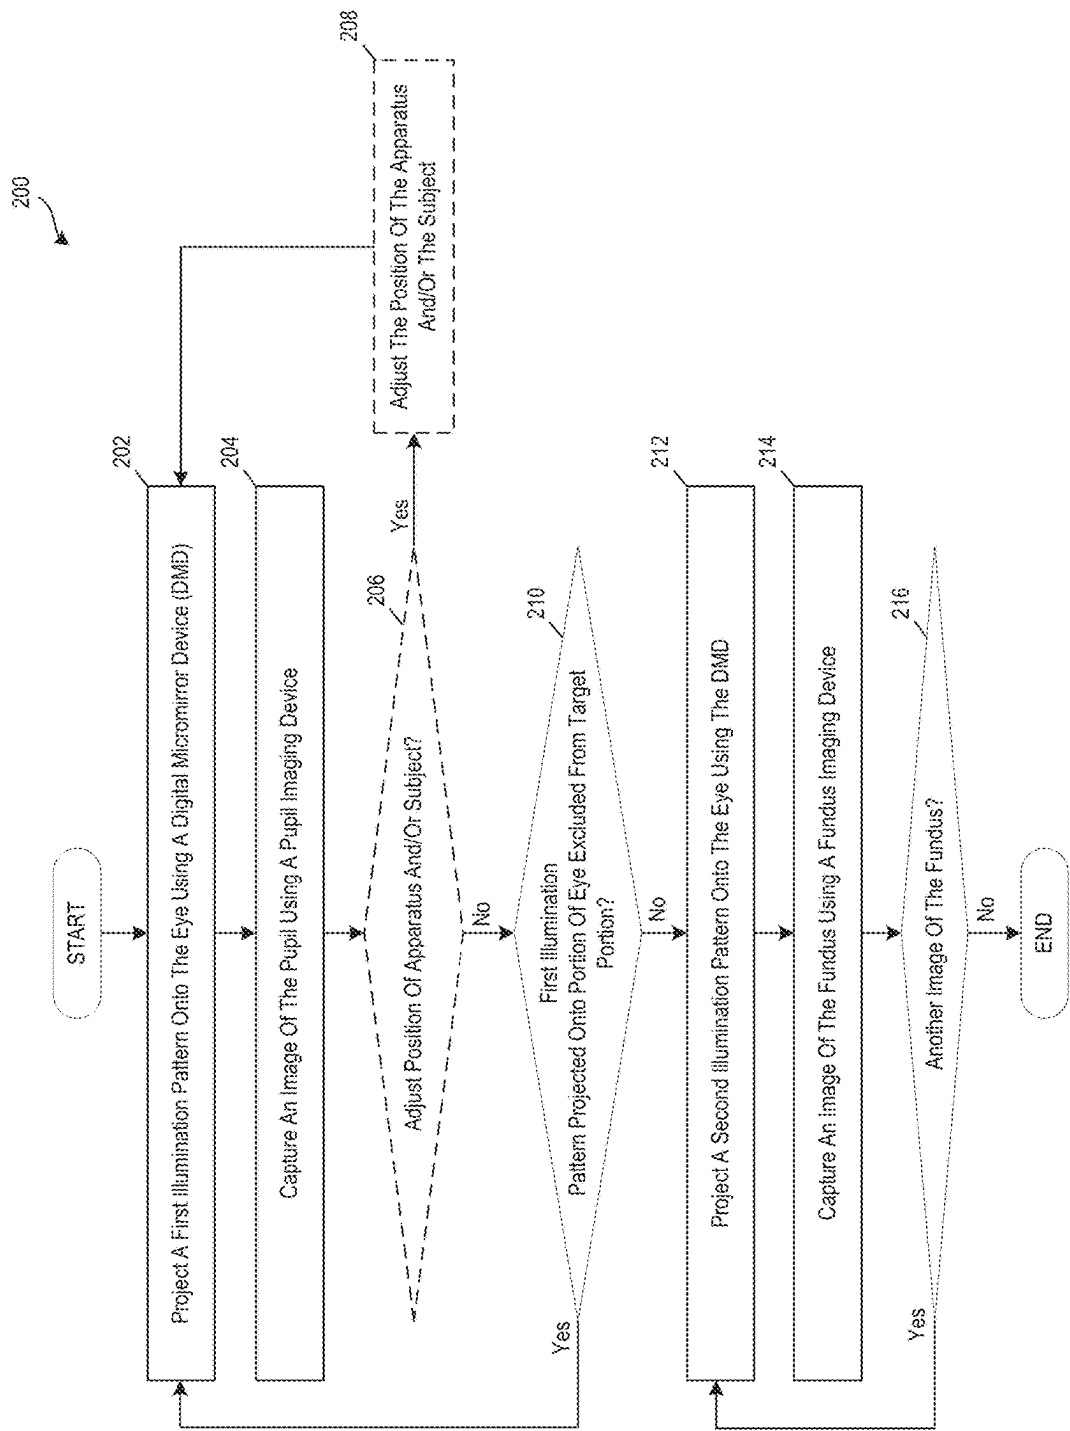 200
START
202
Project A First Illumination Pattern Onto The Eye Using A Digital Micromirror Device (DMD)
204
Capture An Image Of The Pupil Using A Pupil Imaging Device
206
Adjust Position Of Apparatus And/Or Subject?
Yes
208
Adjust The Position Of The Apparatus
And/Or The Subject
No
210
First Illumination
Pattern Projected Onto Portion Of Eye Excluded From Target
Portion?
Yes
No
212
Project A Second Illumination Pattern Onto The Eye Using The DMD
214
Capture An Image Of The Fundus Using A Fundus Imaging Device
216
Another Image Of The Fundus?
Yes
No
END